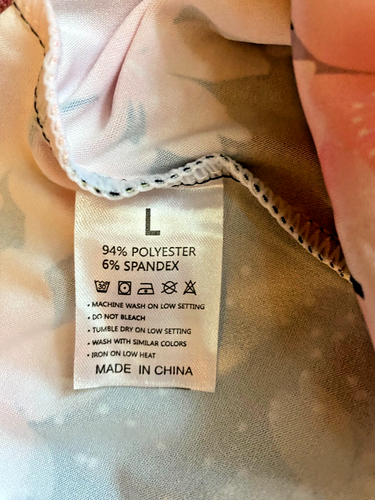 L
94% POLYESTER
6% SPANDEX
30
• MACHINE WASH ON LOW SETTING
• DO NOT BLEACH
• TUMBLE DRY ON LOW SETTING
• WASH WITH SIMILAR COLORS
• IRON ON LOW HEAT
MADE IN CHINA